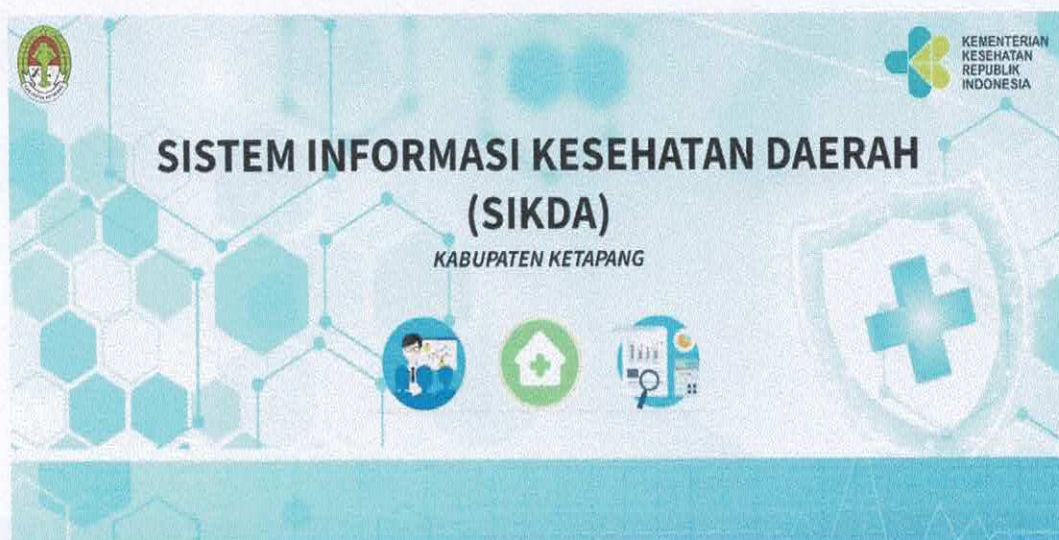 KEMENTERIAN
KESEHATAN
REPUBLIK
INDONESIA
SISTEM INFORMASI KESEHATAN DAERAH
(SIKDA)
KABUPATEN KETAPANG